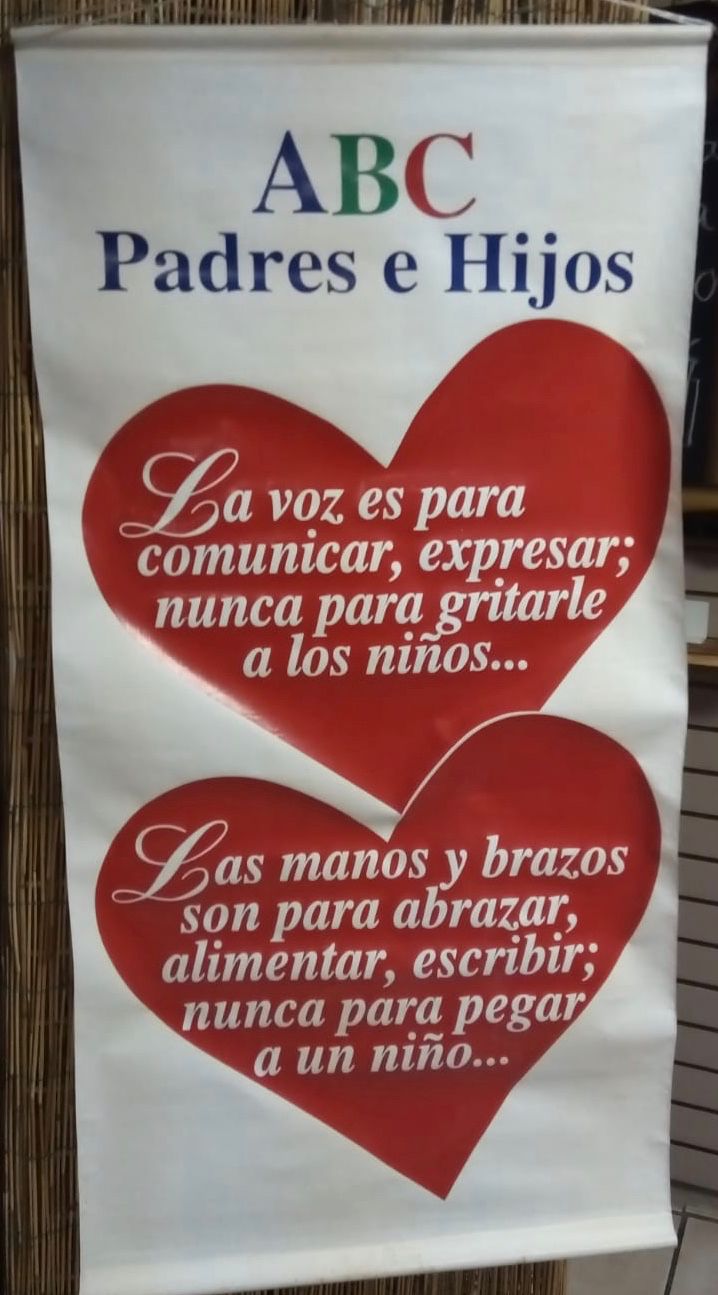 ABC
Padres e Hijos
La voz es para
comunicar, expresar;
nunca para gritarle
a los niños...
Las manos y brazos
son para abrazar,
alimentar, escribir;
nunca para pegar
a un niño...